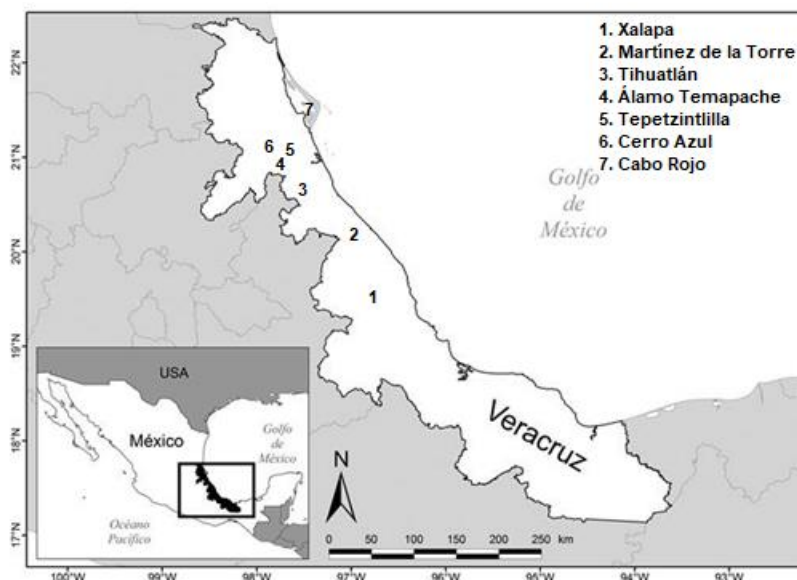 1. Xalapa
2. Martínez de la Torre
3. Tihuatlán
4. Álamo Temapache
5. Tepetzintlilla
6. Cerro Azul
7. Cabo Rojo
22°N
21°N
20°N
19°N
18°N
17°N
7
6
5
4
3
2
1
Golfo
de
México
Veracruz
USA
México
Golfo
de
México
Océano
Pacífico
N
0 50 100 150 200 250
km
100°W
99°W
98°W
97°W
96°W
95°W
94°W
93°W